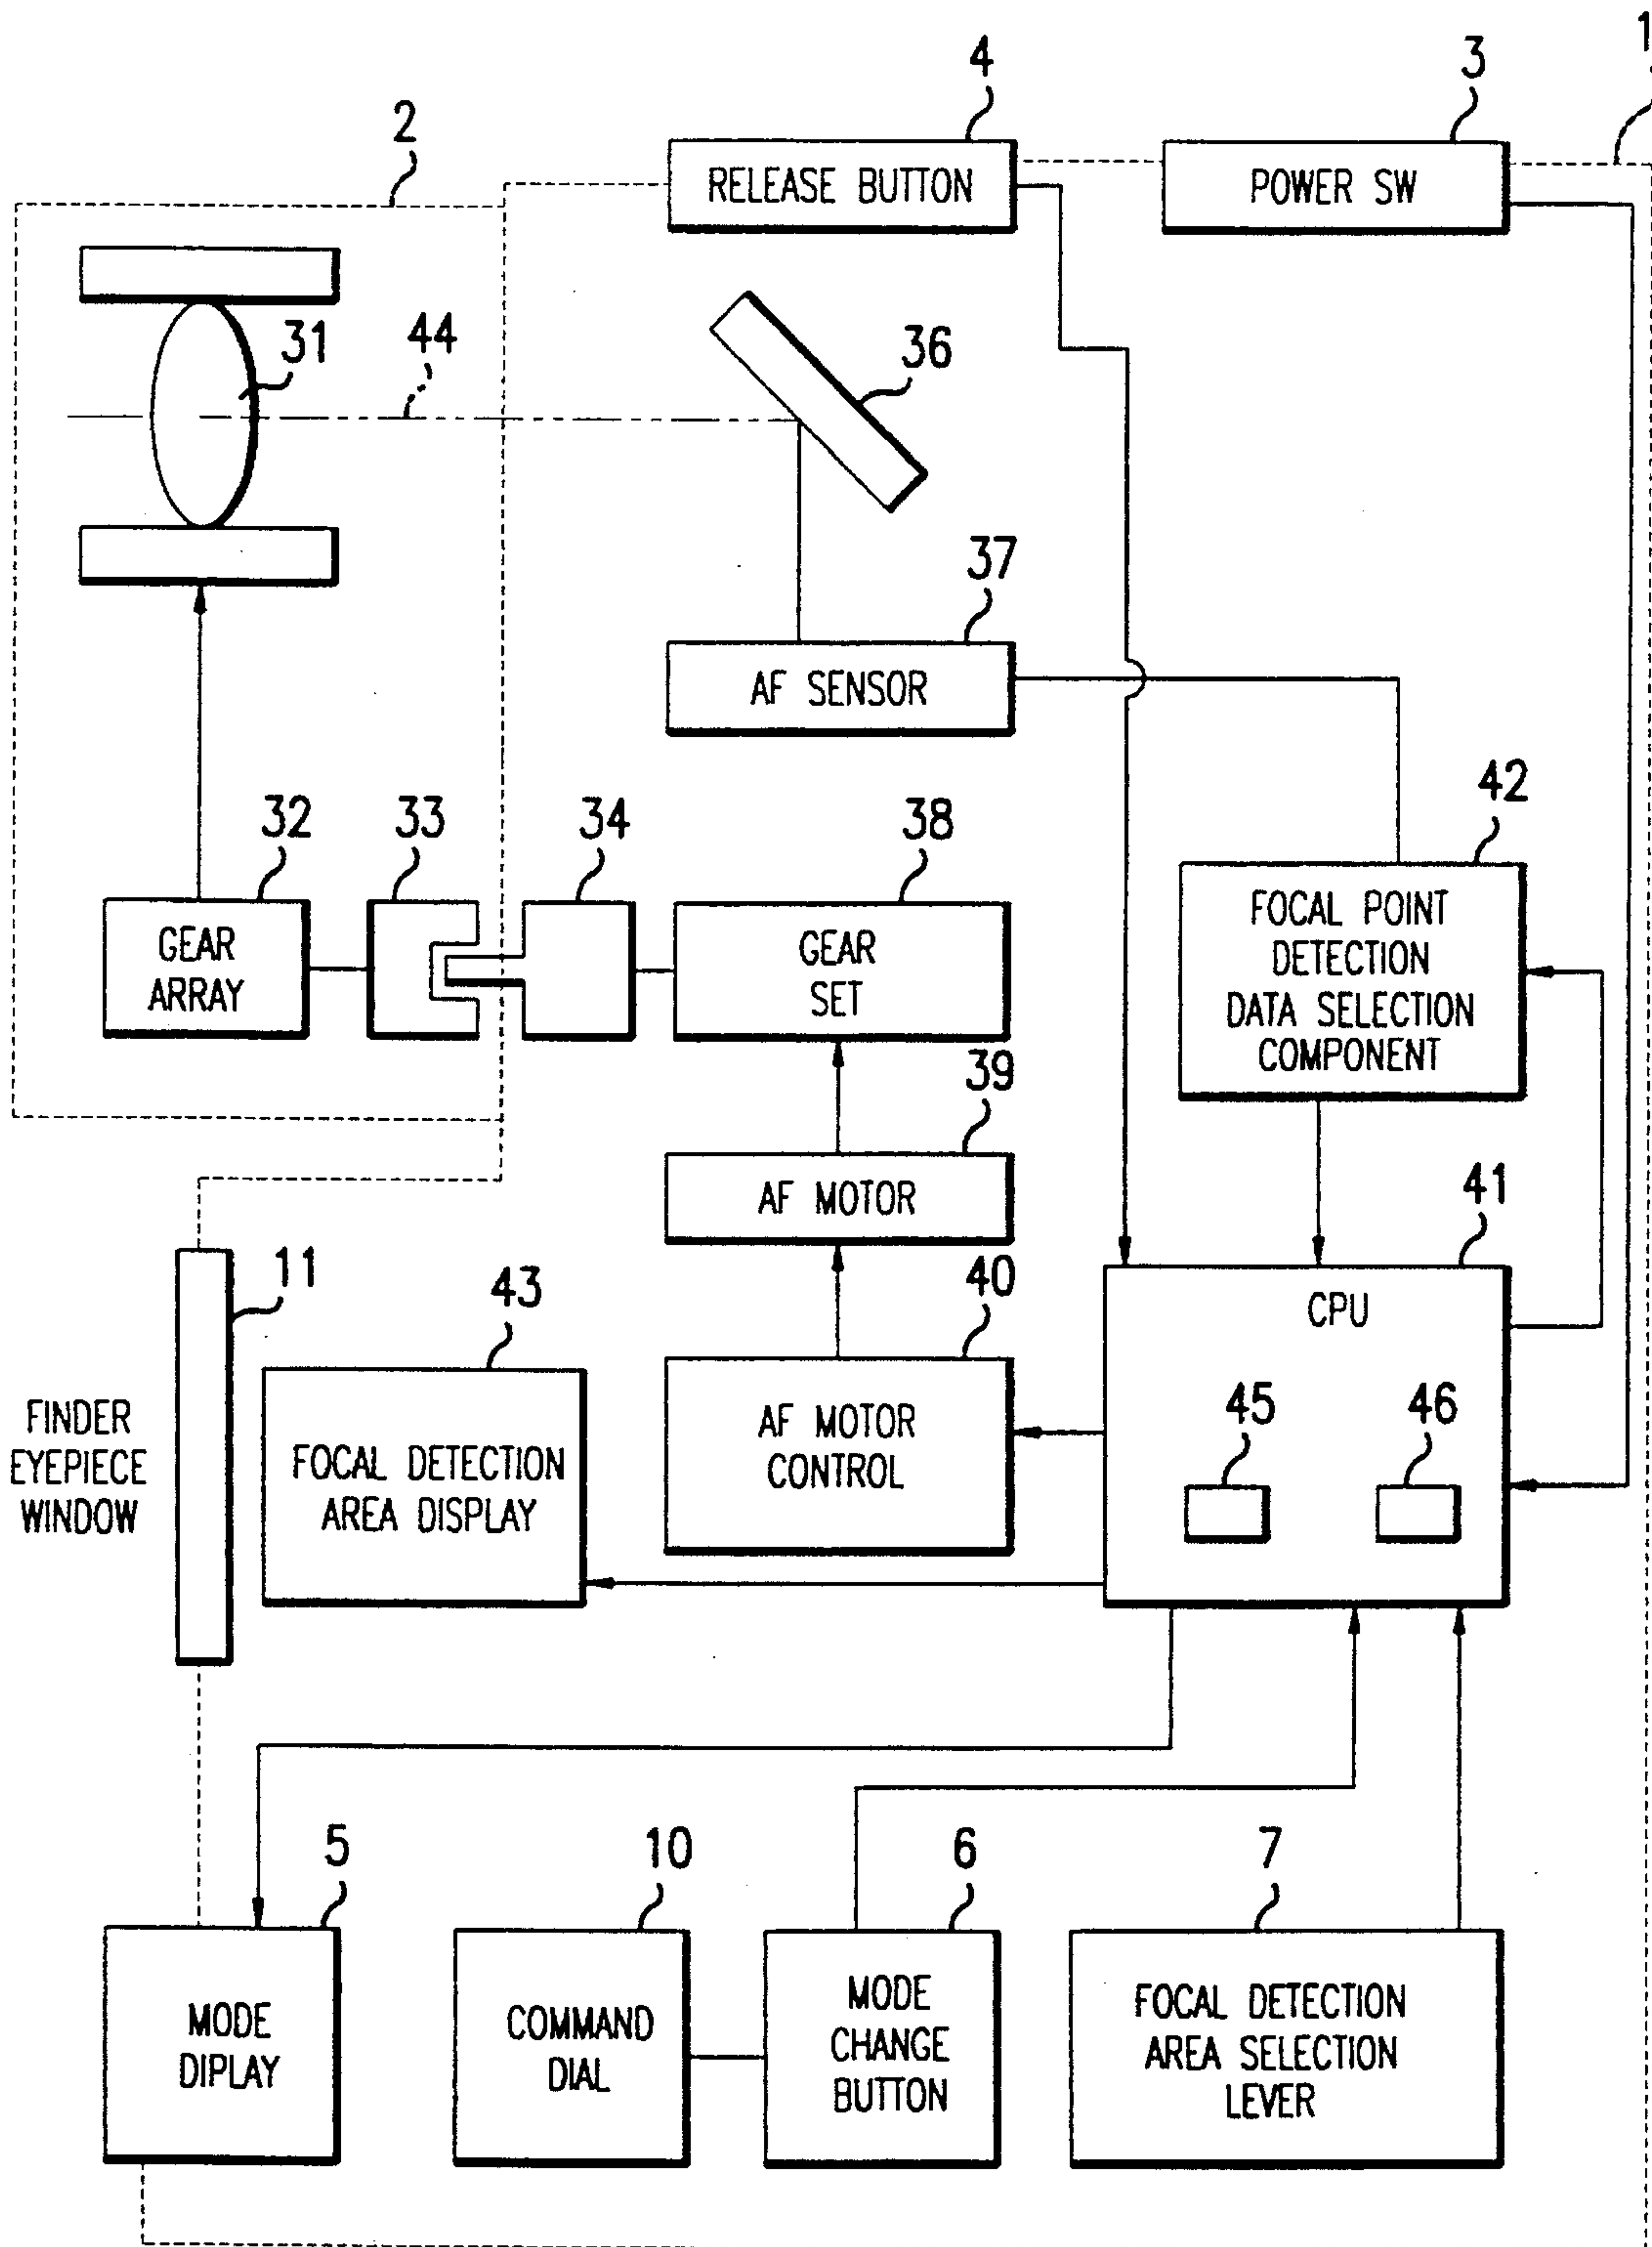 1
4
3
2
RELEASE BUTTON
POWER SW
31
44
36
37
AF SENSOR
42
32
33
34
38
FOCAL POINT
DETECTION
DATA SELECTION
COMPONENT
GEAR
ARRAY
GEAR
SET
39
AF MOTOR
41
11
43
40
CPU
FINDER
EYEPIECE
WINDOW
FOCAL DETECTION
AREA DISPLAY
AF MOTOR
CONTROL
45
46
5
10
6
7
MODE
DIPLAY
COMMAND
DIAL
MODE
CHANGE
BUTTON
FOCAL DETECTION
AREA SELECTION
LEVER